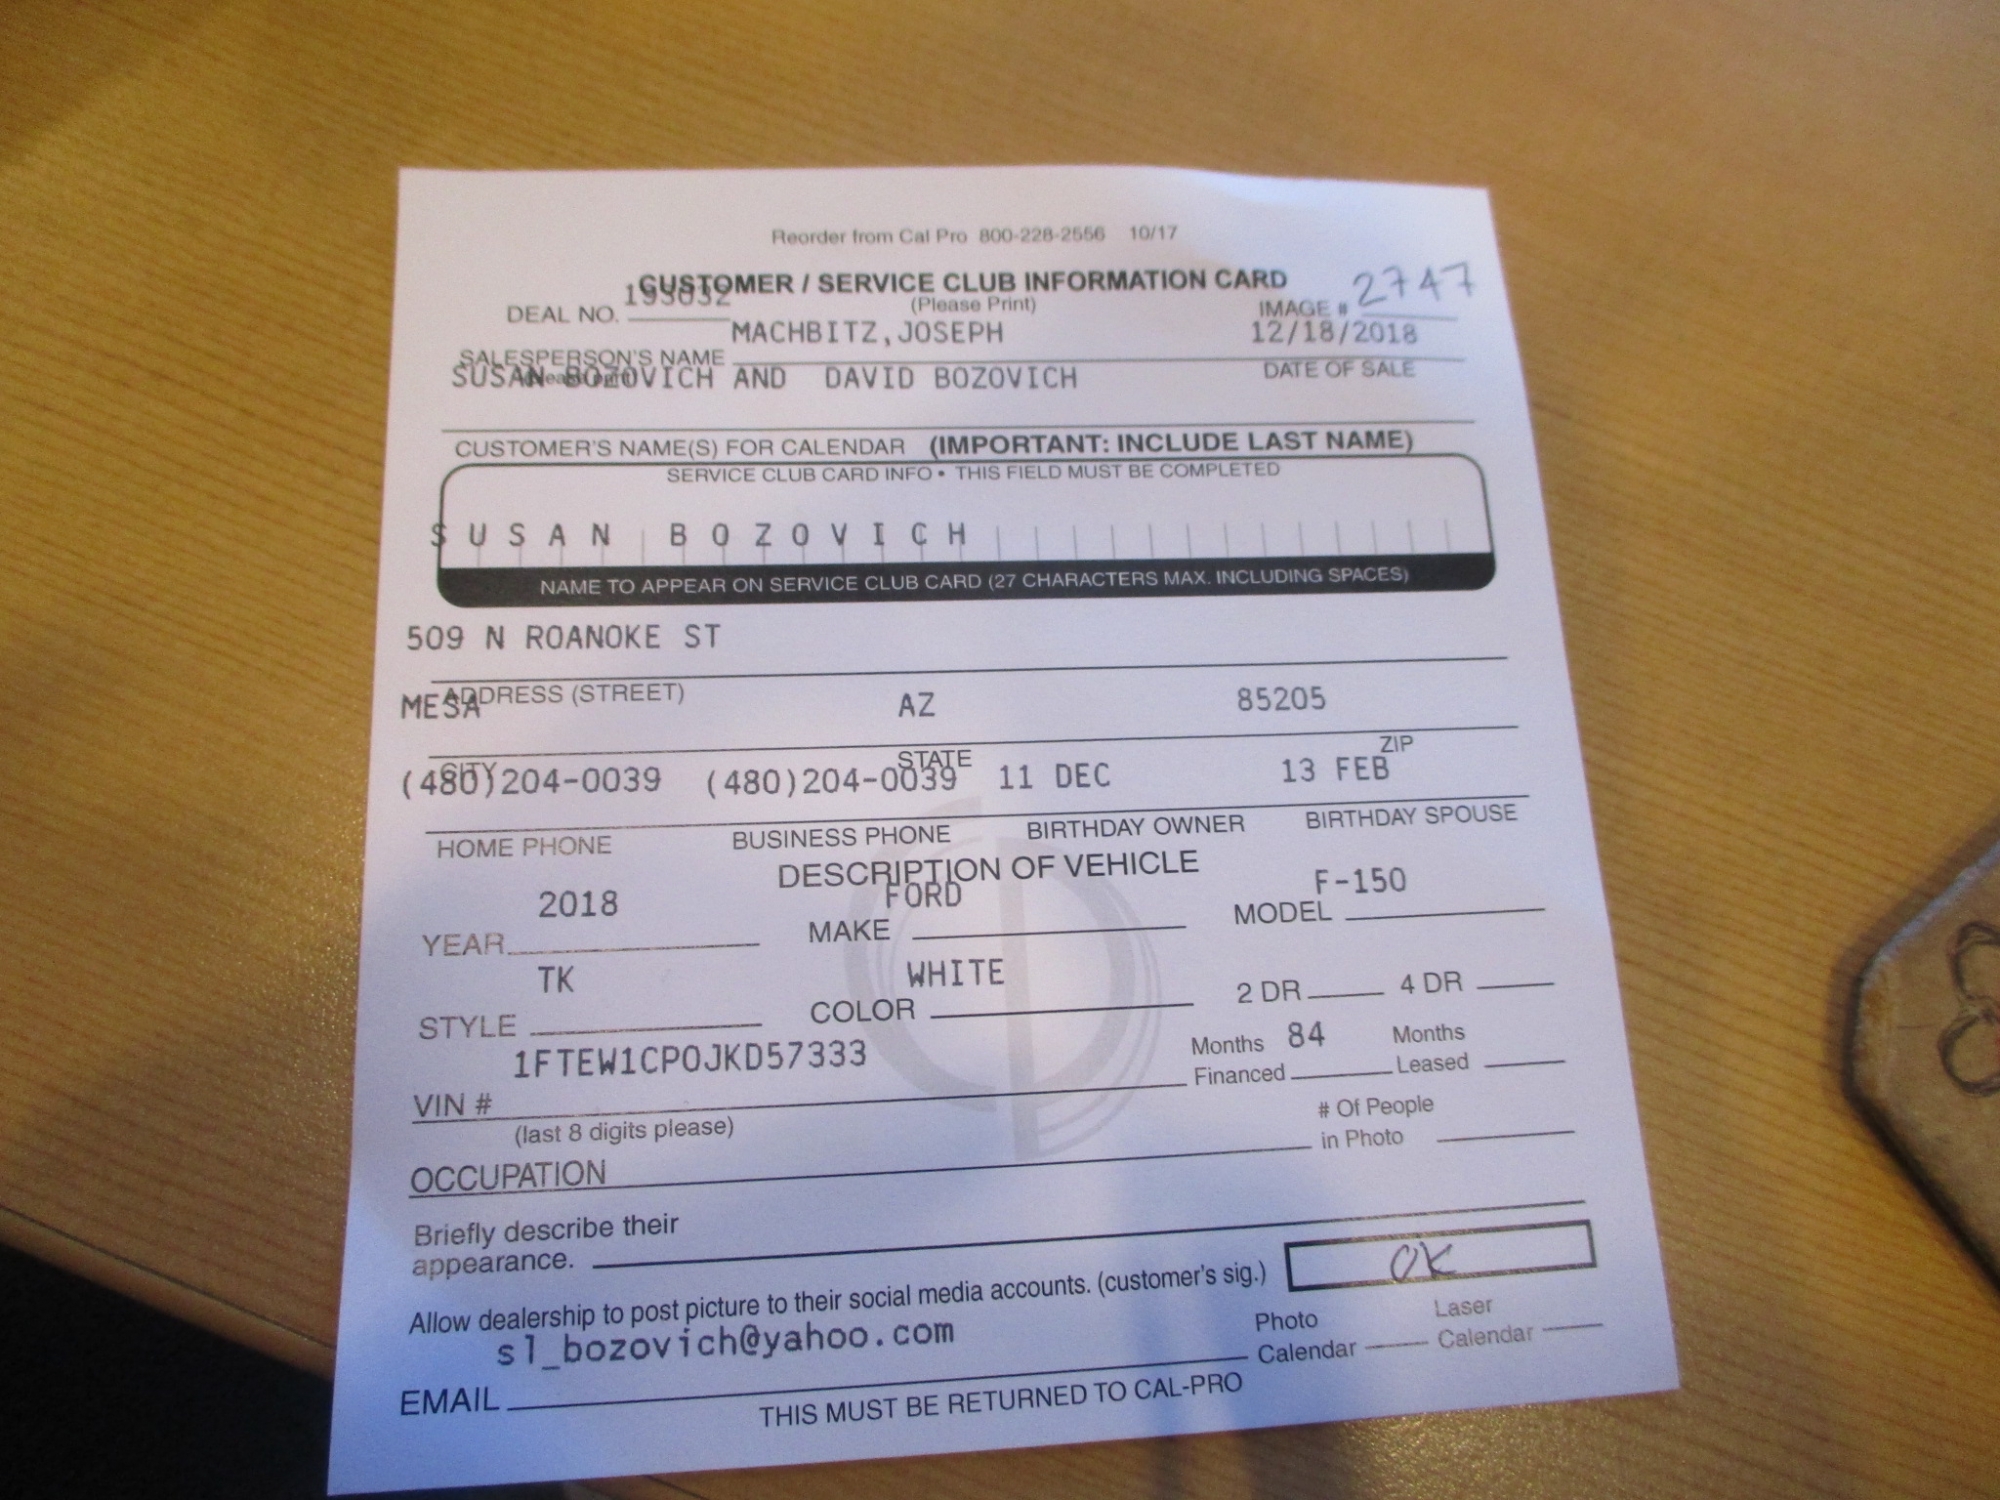 Reorder from Cal Pro 800-228-2556 10/17
CUSTOMER / SERVICE CLUB INFORMATION CARD
(Please Print)
DEAL NO. IMAGE # 2747
MACHBITZ,JOSEPH 12/18/2018
SALESPERSON'S NAME DATE OF SALE
SUSAN BOZOVICH AND DAVID BOZOVICH
CUSTOMER'S NAME(S) FOR CALENDAR (IMPORTANT: INCLUDE LAST NAME)
SERVICE CLUB CARD INFO • THIS FIELD MUST BE COMPLETED
SUSAN BOZOVICH
NAME TO APPEAR ON SERVICE CLUB CARD (27 CHARACTERS MAX. INCLUDING SPACES)
509 N ROANOKE ST
ADDRESS (STREET)
MESA AZ 85205
CITY STATE ZIP
(480)204-0039 (480)204-0039 11 DEC 13 FEB
HOME PHONE BUSINESS PHONE BIRTHDAY OWNER BIRTHDAY SPOUSE
DESCRIPTION OF VEHICLE
2018 FORD F-150
YEAR MAKE MODEL
TK WHITE
STYLE COLOR 2 DR 4 DR
1FTEW1CP0JKD57333 Months Financed 84 Months Leased
VIN #
(last 8 digits please) # Of People in Photo
OCCUPATION
Briefly describe their
appearance.
Allow dealership to post picture to their social media accounts. (customer's sig.) OK
sl_bozovich@yahoo.com Photo Calendar Laser Calendar
EMAIL
THIS MUST BE RETURNED TO CAL-PRO